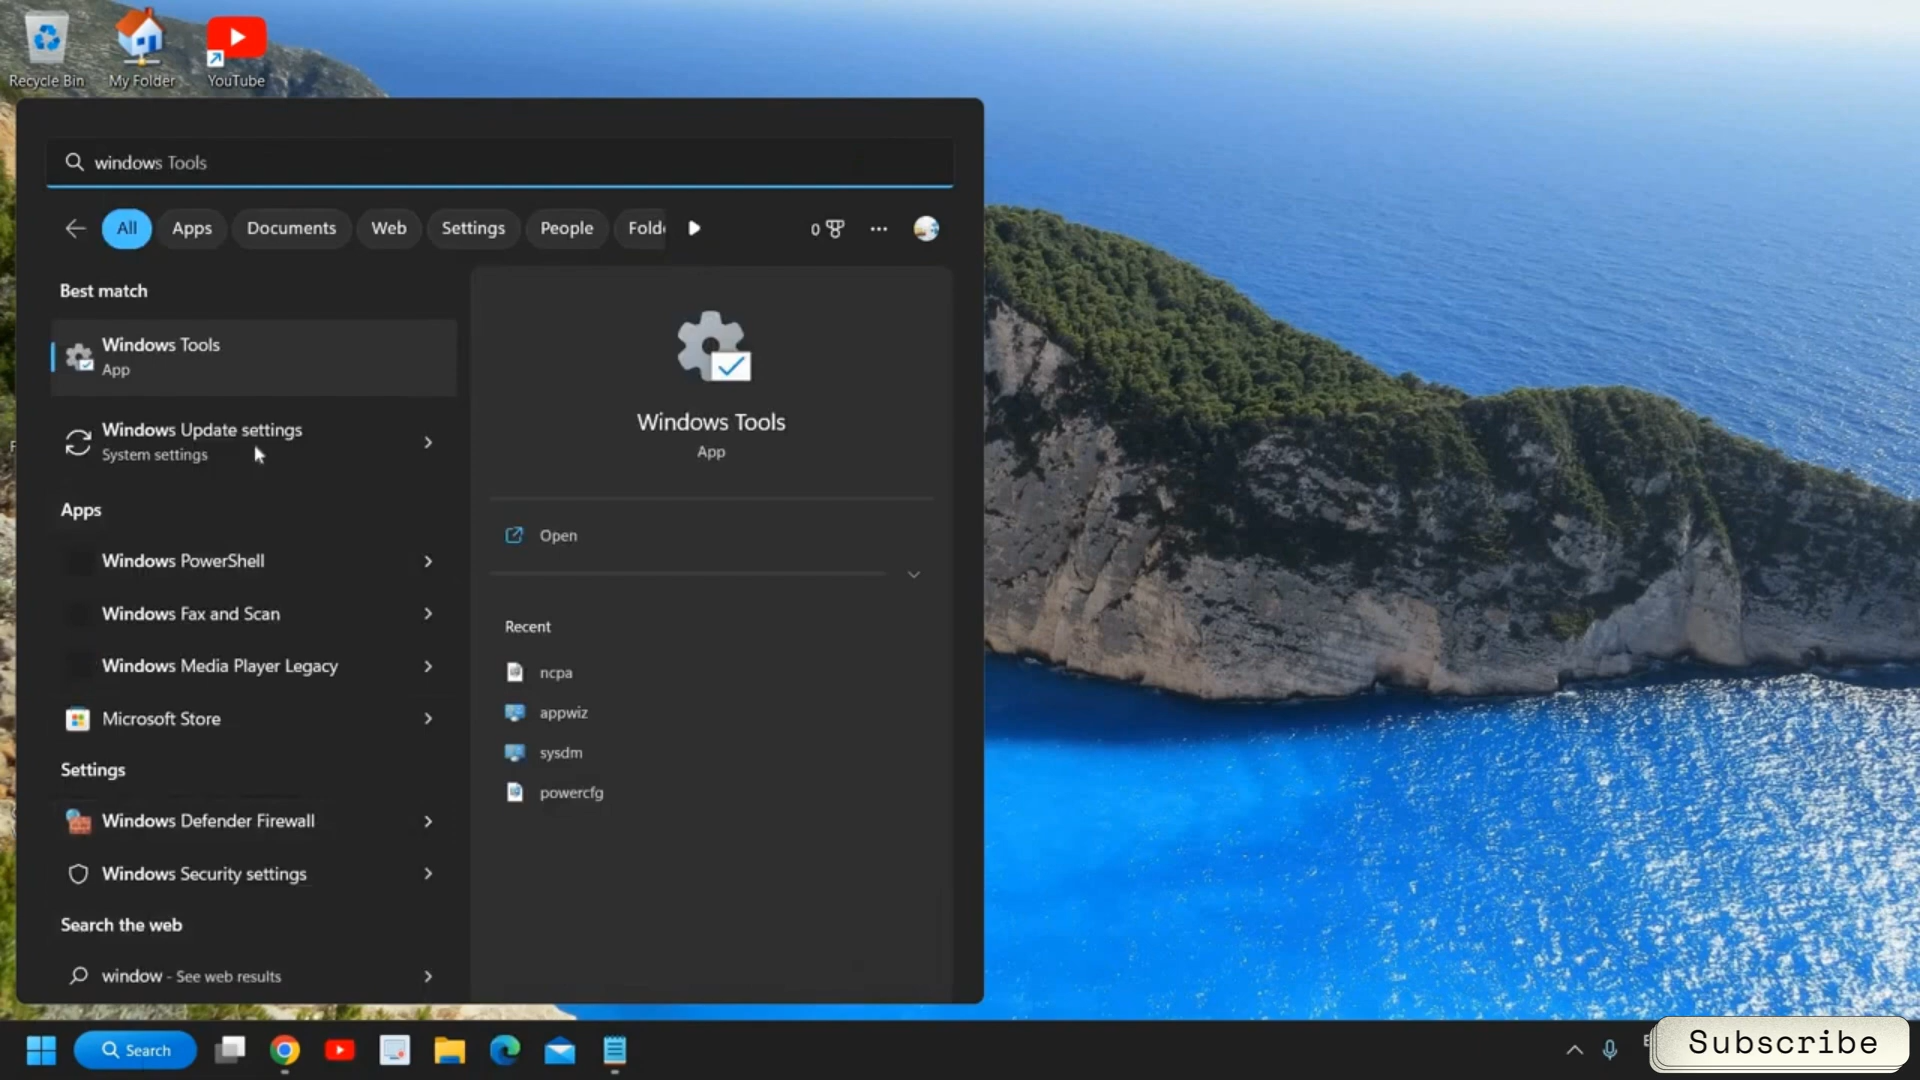 Recycle Bin
My Folder
YouTube
windows Tools
All
Apps
Documents
Web
Settings
People
Folde
0
Best match
Windows Tools
App
Windows Update settings
System settings
Apps
Windows PowerShell
Windows Fax and Scan
Windows Media Player Legacy
Microsoft Store
Settings
Windows Defender Firewall
Windows Security settings
Search the web
window - See web results
Windows Tools
App
Open
Recent
ncpa
appwiz
sysdm
powercfg
Search
Subscribe